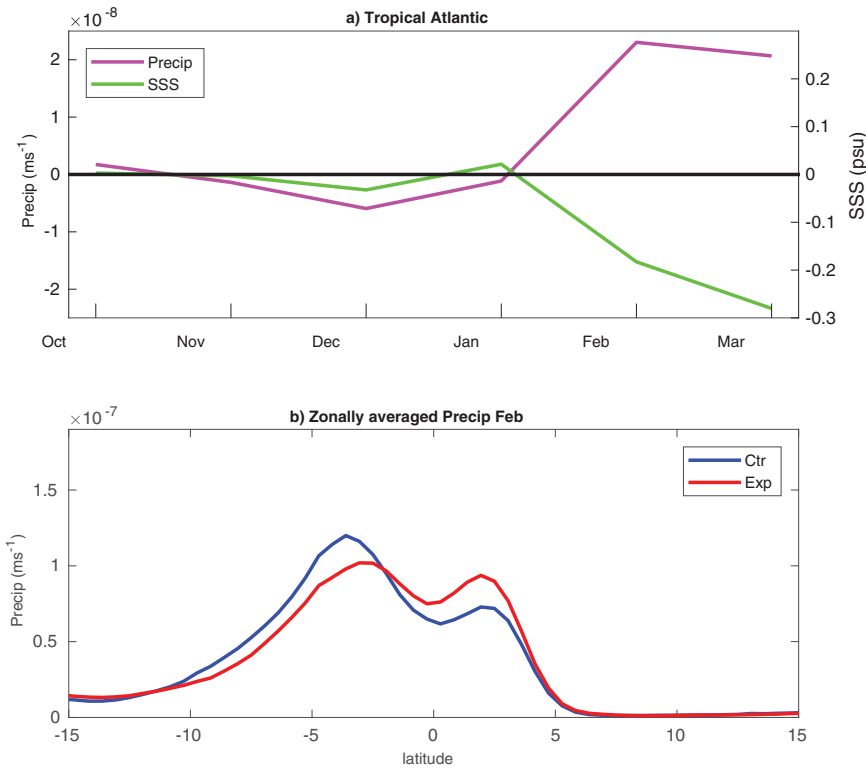 a) Tropical Atlantic
× 10⁻⁸
Precip
SSS
2
1
0
-1
-2
Precip (ms⁻¹)
0.2
0.1
0
-0.1
-0.2
-0.3
SSS (psu)
Oct Nov Dec Jan Feb Mar
b) Zonally averaged Precip Feb
× 10⁻⁷
Ctr
Exp
1.5
1
0.5
0
Precip (ms⁻¹)
-15 -10 -5 0 5 10 15
latitude